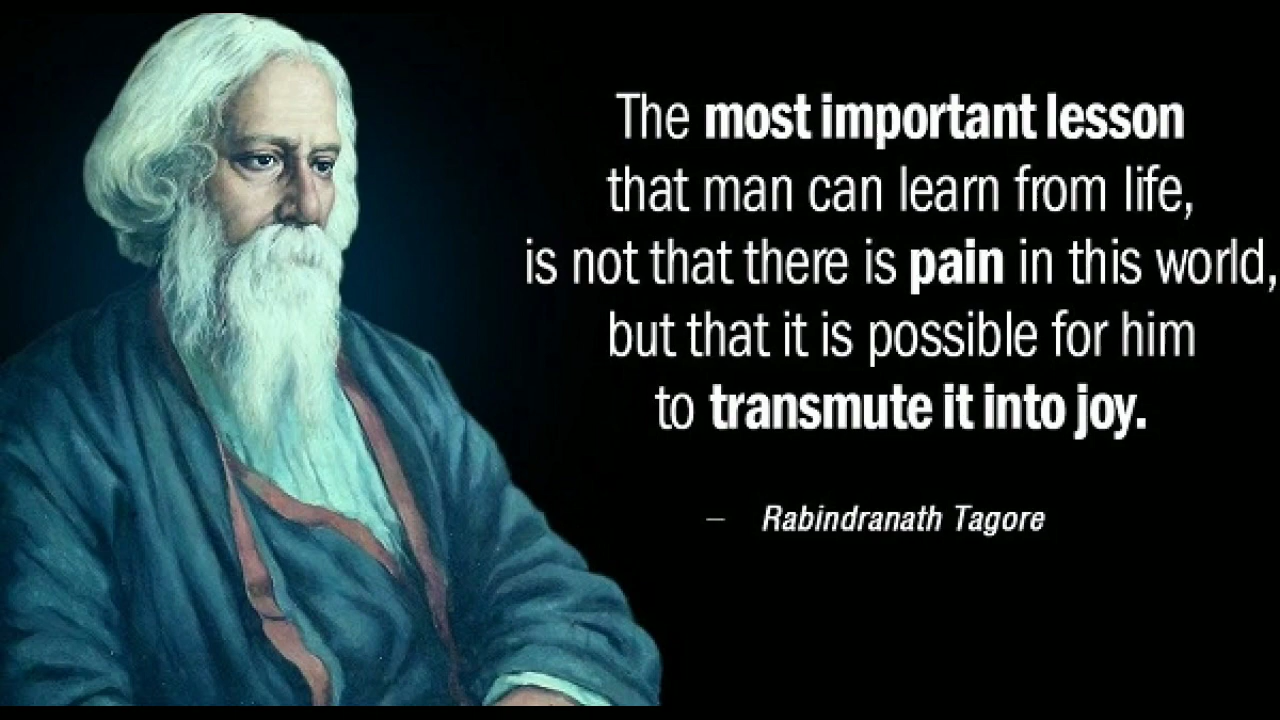 The most important lesson
that man can learn from life,
is not that there is pain in this world,
but that it is possible for him
to transmute it into joy.
– Rabindranath Tagore